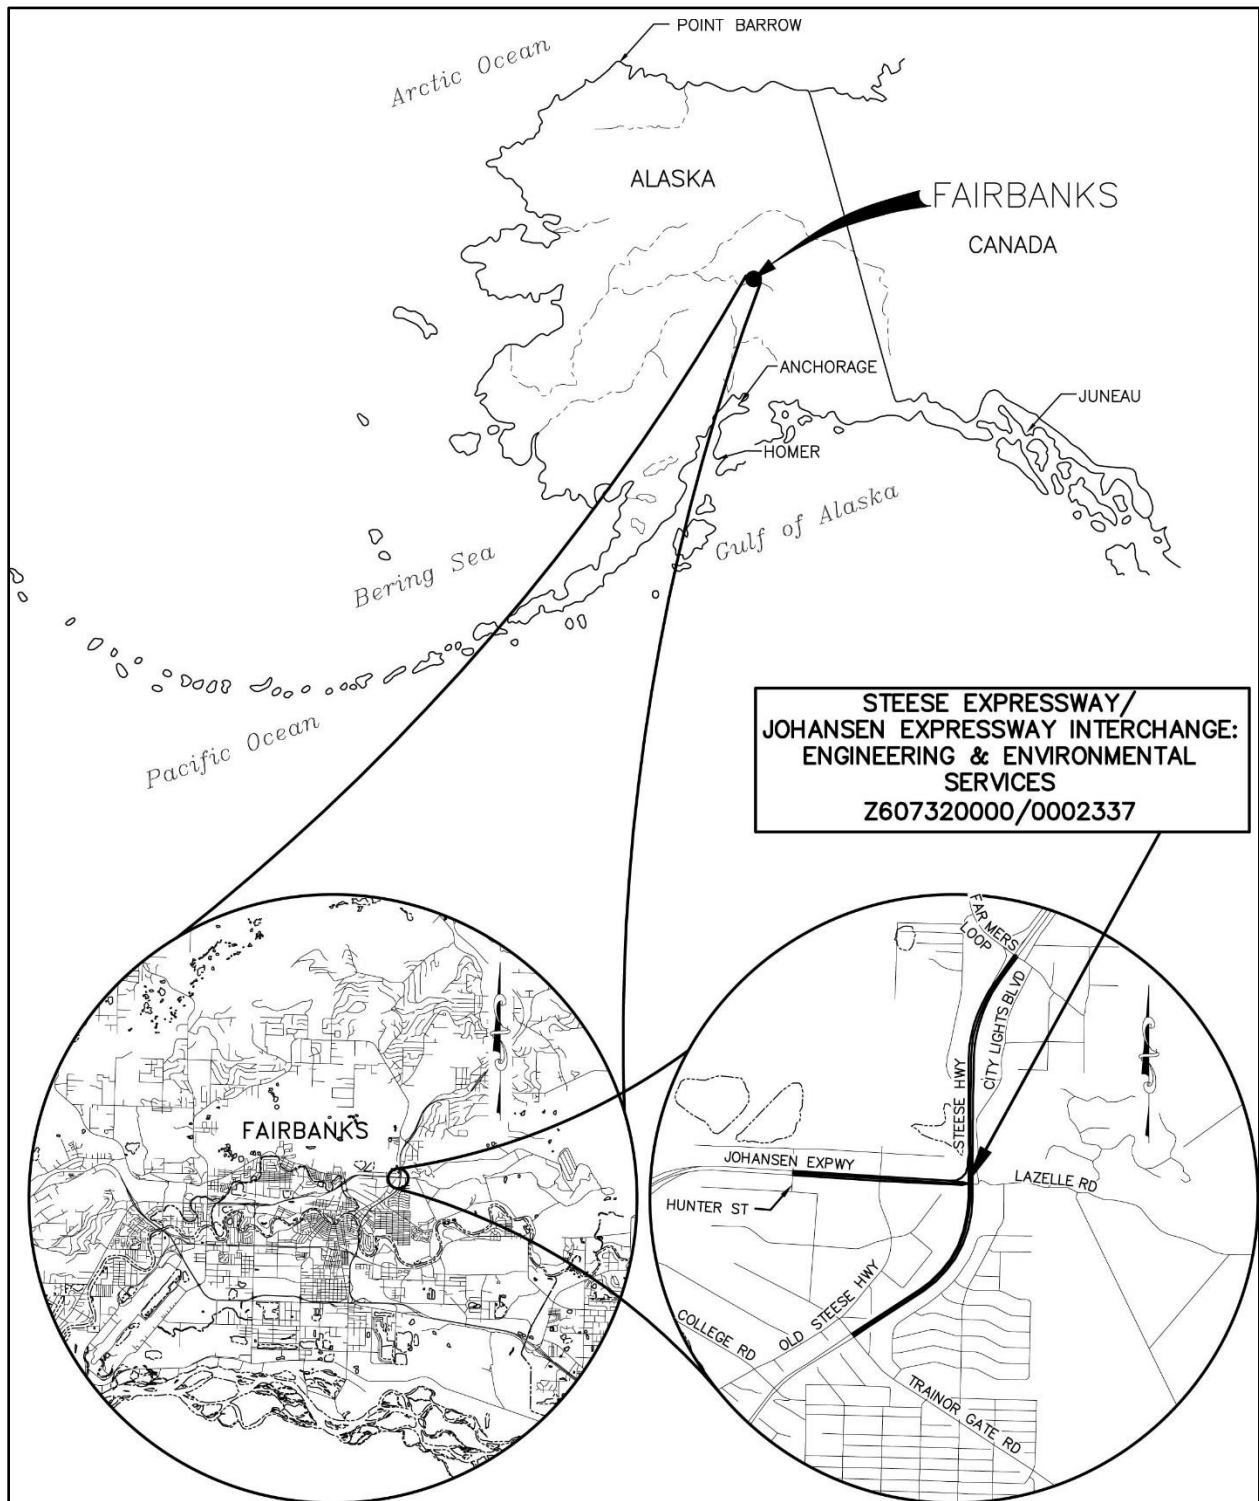 POINT BARROW
Arctic Ocean
ALASKA
FAIRBANKS
CANADA
ANCHORAGE
JUNEAU
HOMER
Gulf of Alaska
Bering Sea
Pacific Ocean
STEESE EXPRESSWAY/
JOHANSEN EXPRESSWAY INTERCHANGE:
ENGINEERING & ENVIRONMENTAL
SERVICES
Z607320000/0002337
FAIRBANKS
FARMERS
LOOP
CITY LIGHTS BLVD
STEESE HWY
JOHANSEN EXPWY
LAZELLE RD
HUNTER ST
OLD STEESE HWY
COLLEGE RD
TRAINOR GATE RD